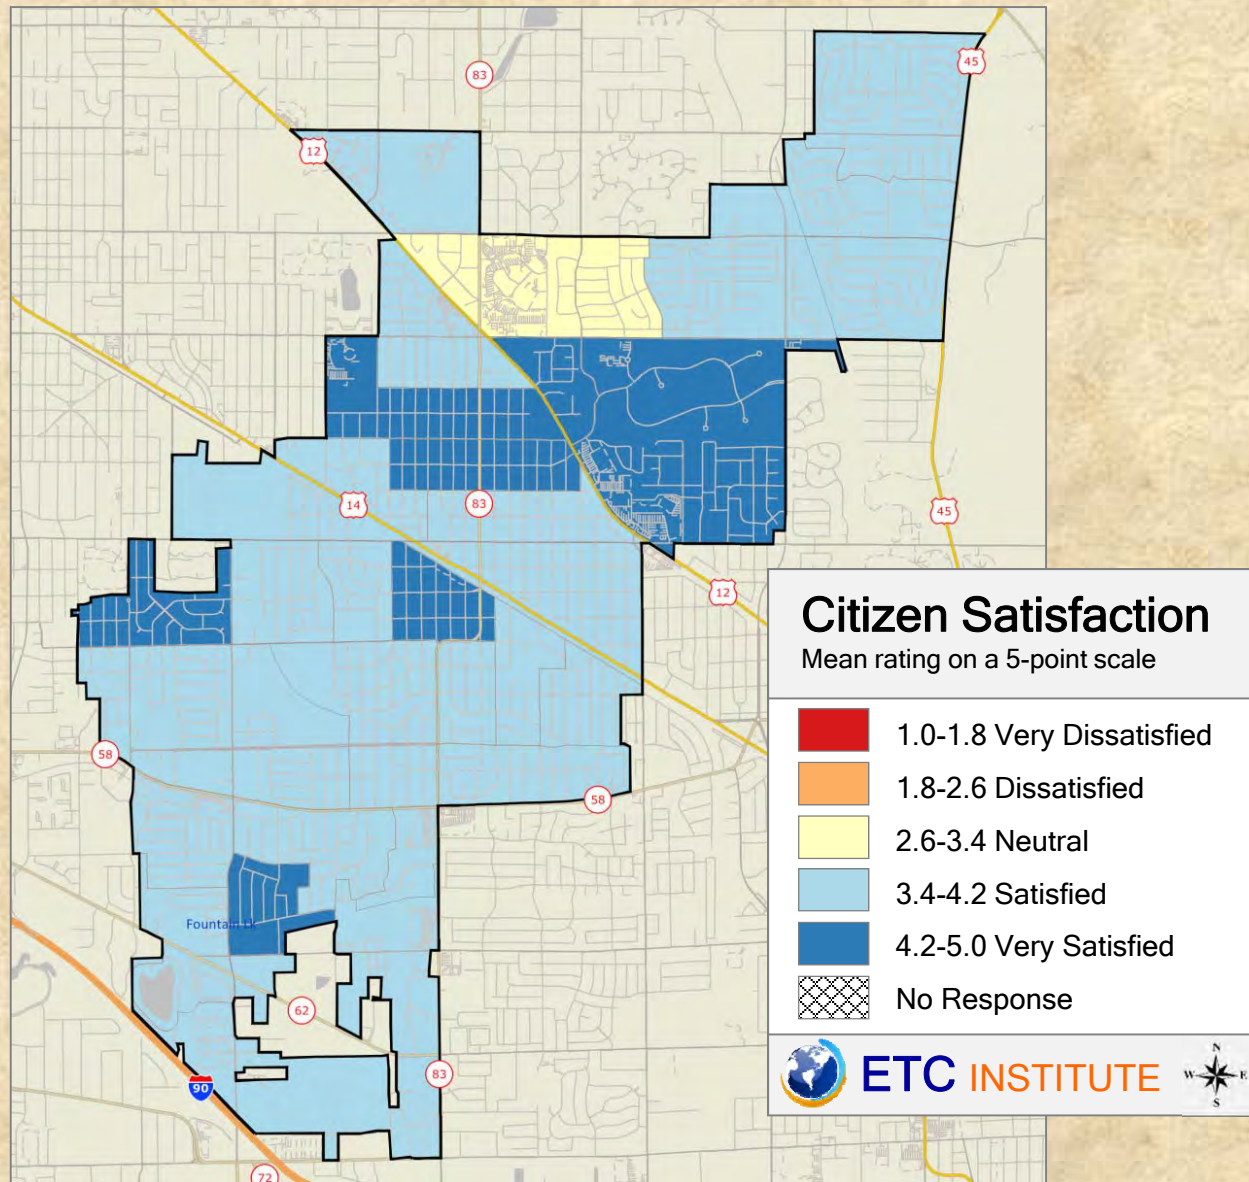 83
45
12
14
83
45
12
58
58
Fountain Lk
62
90
83
72
Citizen Satisfaction
Mean rating on a 5-point scale
1.0-1.8 Very Dissatisfied
1.8-2.6 Dissatisfied
2.6-3.4 Neutral
3.4-4.2 Satisfied
4.2-5.0 Very Satisfied
No Response
ETC INSTITUTE
N
W E
S